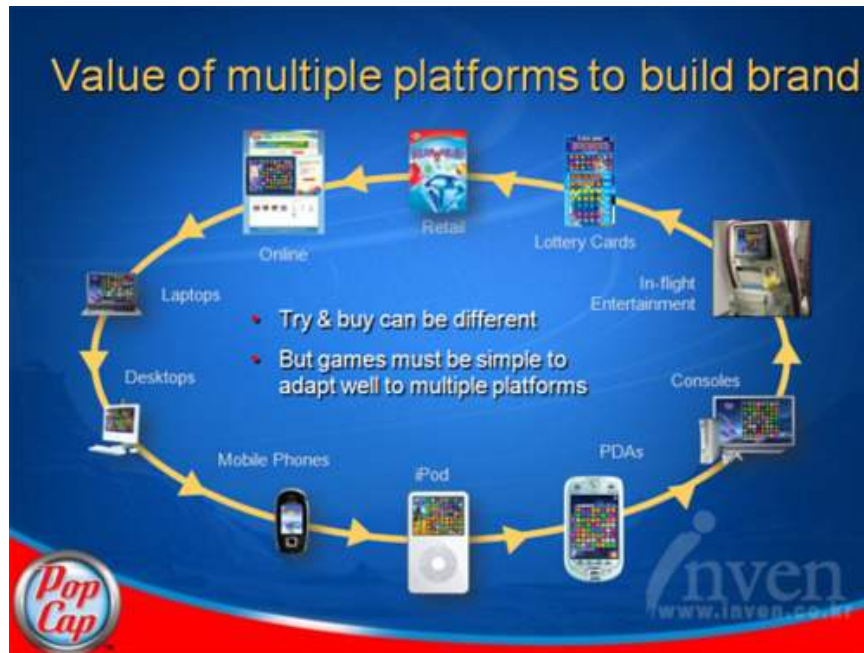 Value of multiple platforms to build brand
Online
Retail
Lottery Cards
In-flight
Entertainment
Laptops
• Try & buy can be different
• But games must be simple to
adapt well to multiple platforms
Desktops
Consoles
Mobile Phones
iPod
PDAs
Pop
Cap
inven
www.inven.co.kr